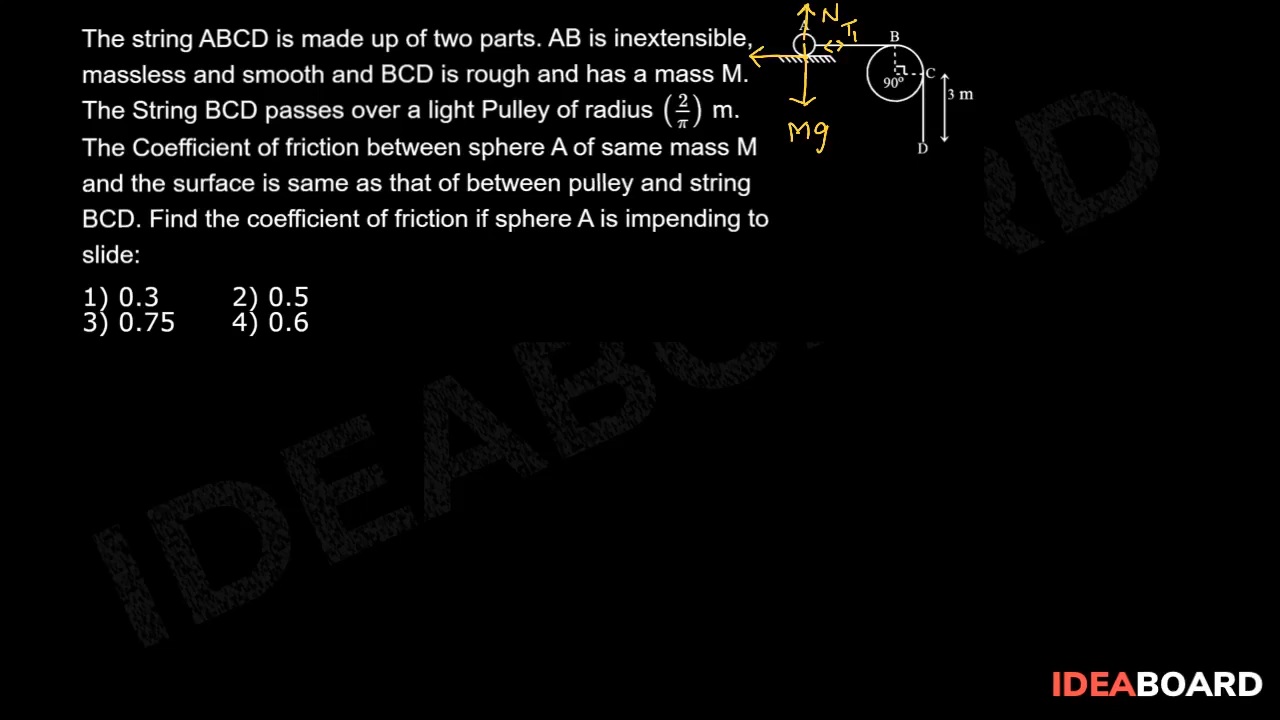 The string ABCD is made up of two parts. AB is inextensible,
massless and smooth and BCD is rough and has a mass M.
The String BCD passes over a light Pulley of radius (2/π) m.
The Coefficient of friction between sphere A of same mass M
and the surface is same as that of between pulley and string
BCD. Find the coefficient of friction if sphere A is impending to
slide:
1) 0.3 2) 0.5
3) 0.75 4) 0.6
A N T1 B
90° C
3 m
Mg D
IDEABOARD
IDEABOARD